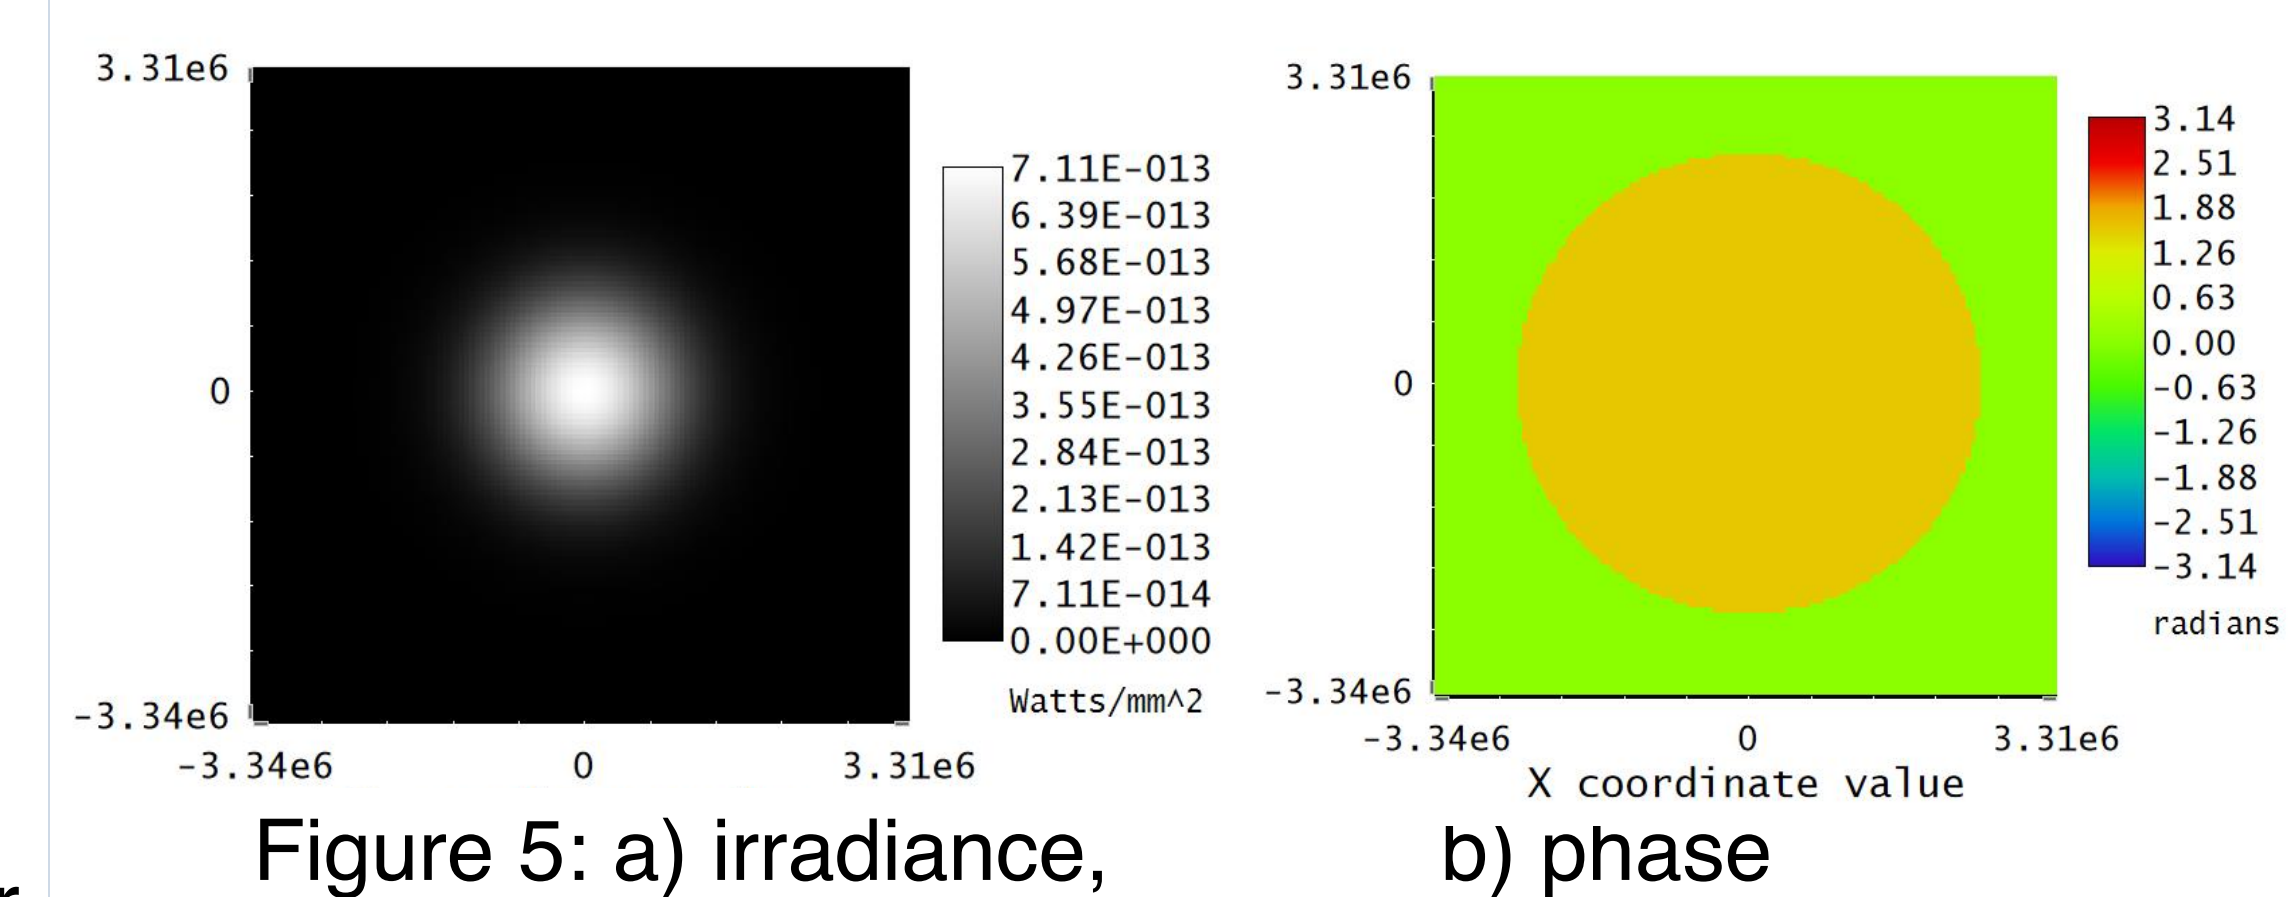 3.31e6
0
-3.34e6
-3.34e6 0 3.31e6
7.11E-013
6.39E-013
5.68E-013
4.97E-013
4.26E-013
3.55E-013
2.84E-013
2.13E-013
1.42E-013
7.11E-014
0.00E+000
Watts/mm^2
3.31e6
0
-3.34e6
-3.34e6 0 3.31e6
X coordinate value
3.14
2.51
1.88
1.26
0.63
0.00
-0.63
-1.26
-1.88
-2.51
-3.14
radians
Figure 5: a) irradiance, b) phase